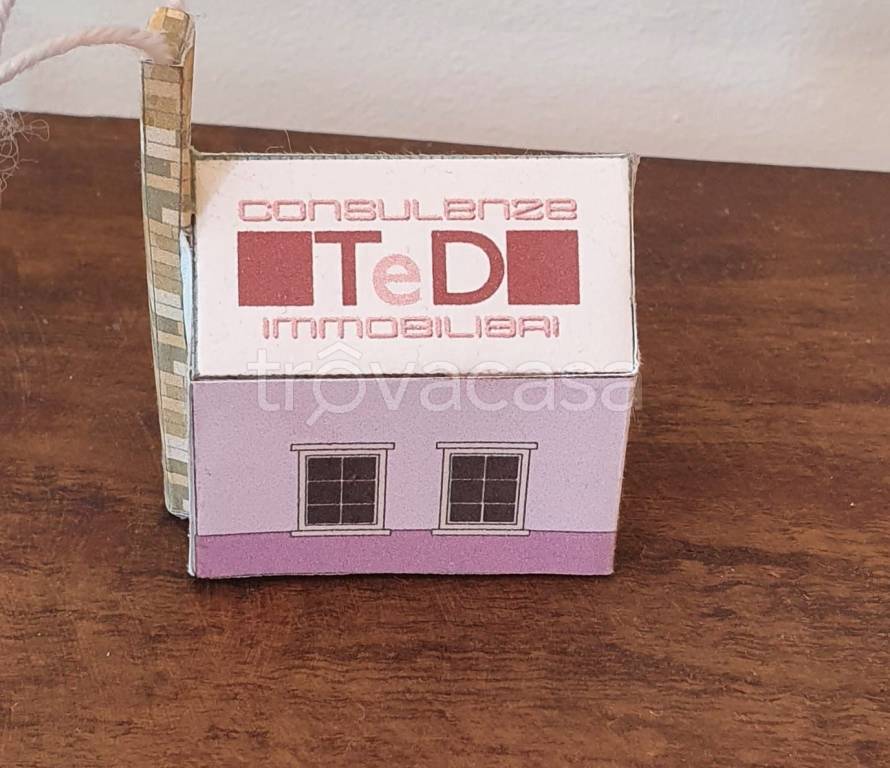 CONSULENZE
TeD
IMMOBILIARI
trovacasa